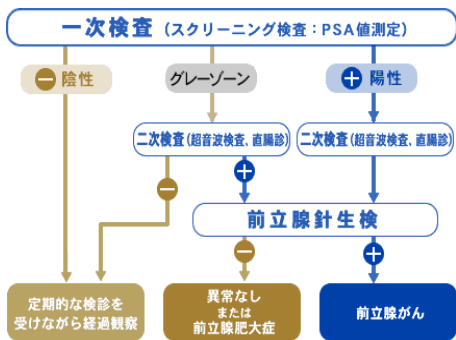 一次検査（スクリーニング検査：PSA値測定）
− 陰性
グレーゾーン
+ 陽性
二次検査（超音波検査、直腸診）
二次検査（超音波検査、直腸診）
−
+
前立腺針生検
−
+
定期的な検診を
受けながら経過観察
異常なし
または
前立腺肥大症
前立腺がん